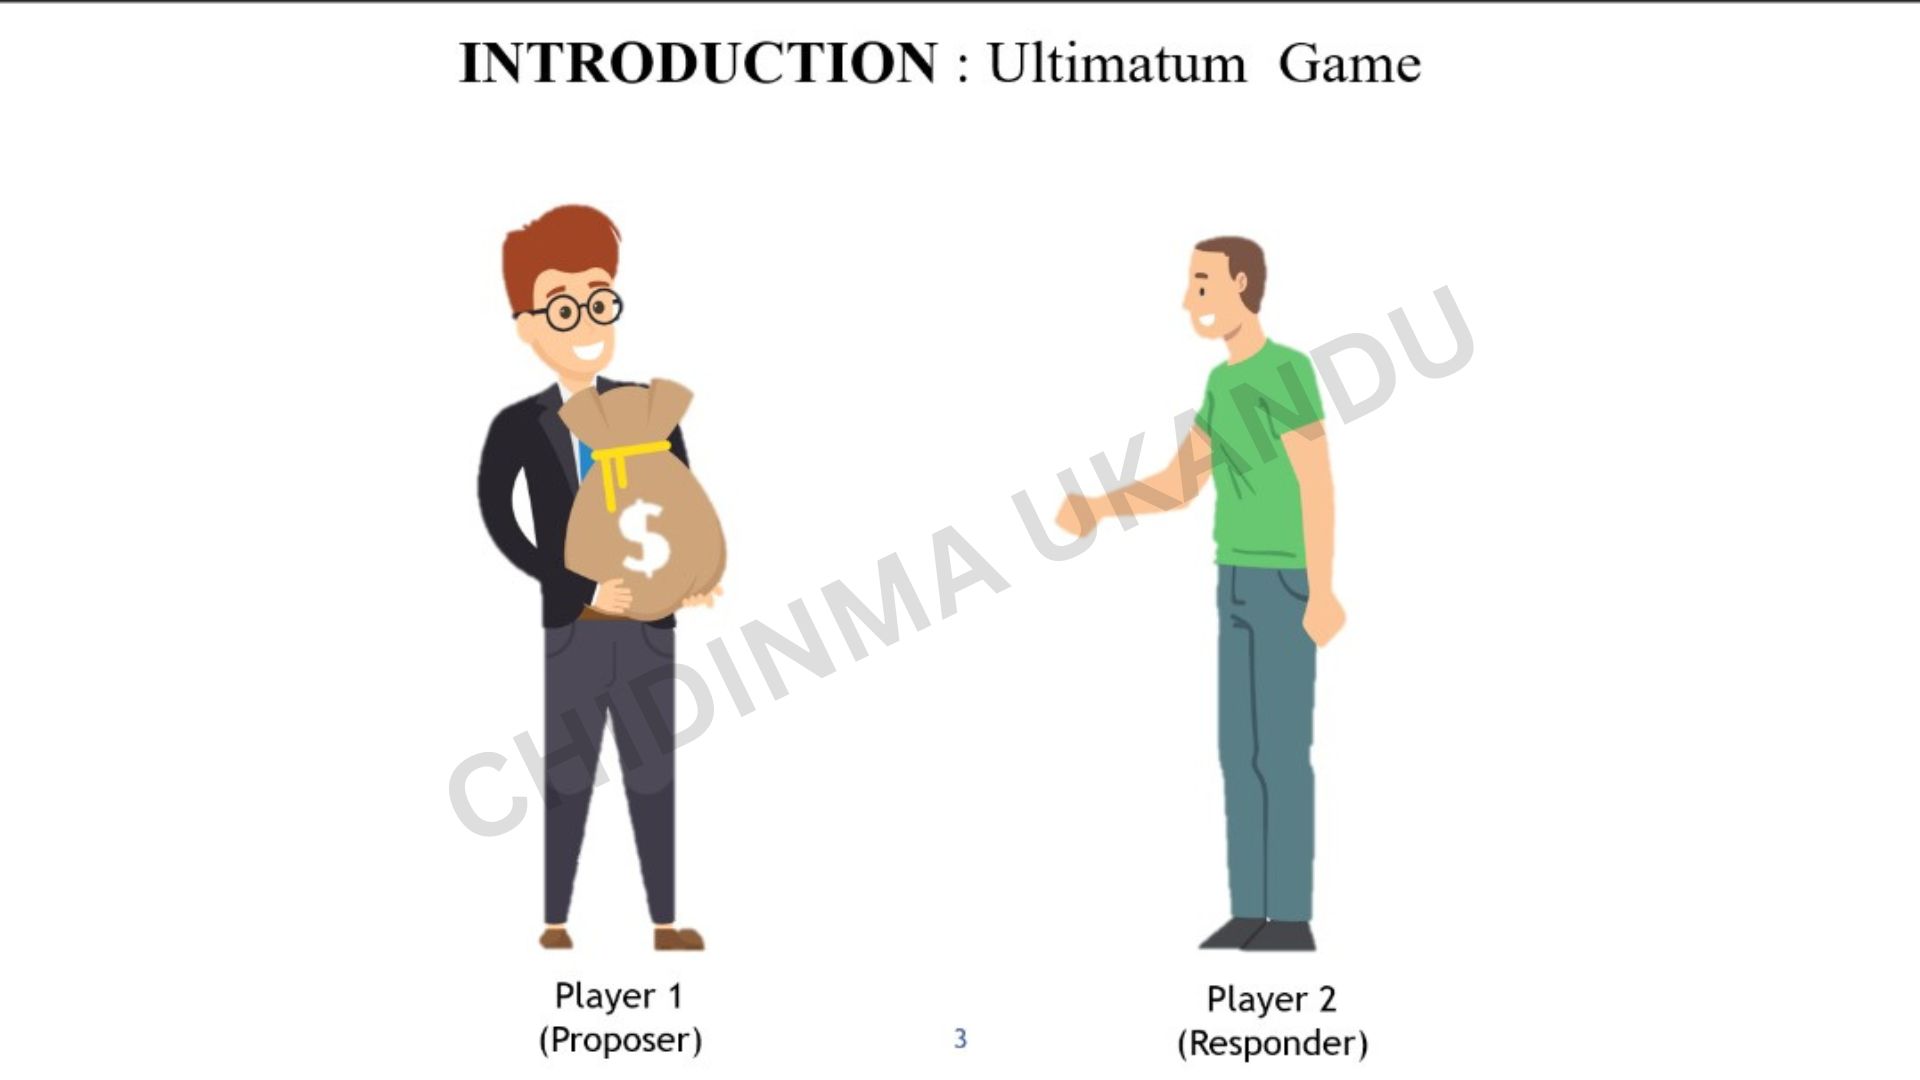 INTRODUCTION : Ultimatum Game
CHIDINMA UKANDU
$
Player 1
(Proposer)
Player 2
(Responder)
3